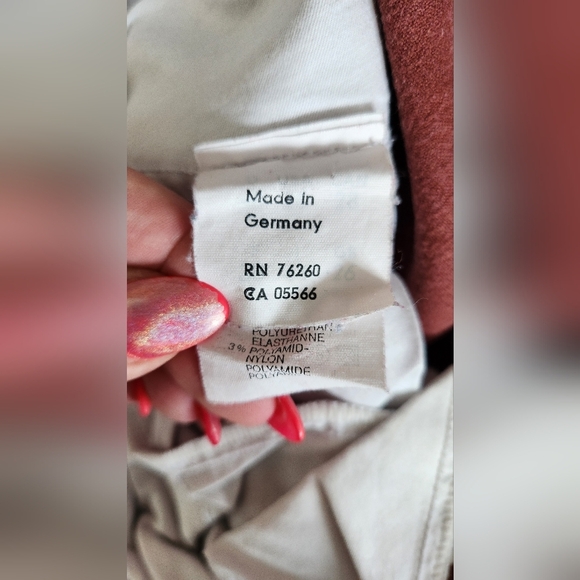 Made in
Germany
RN 76260
CA 05566
POLYURETHAN
ELASTHANNE
3% POLYAMID-
NYLON
POLYAMIDE